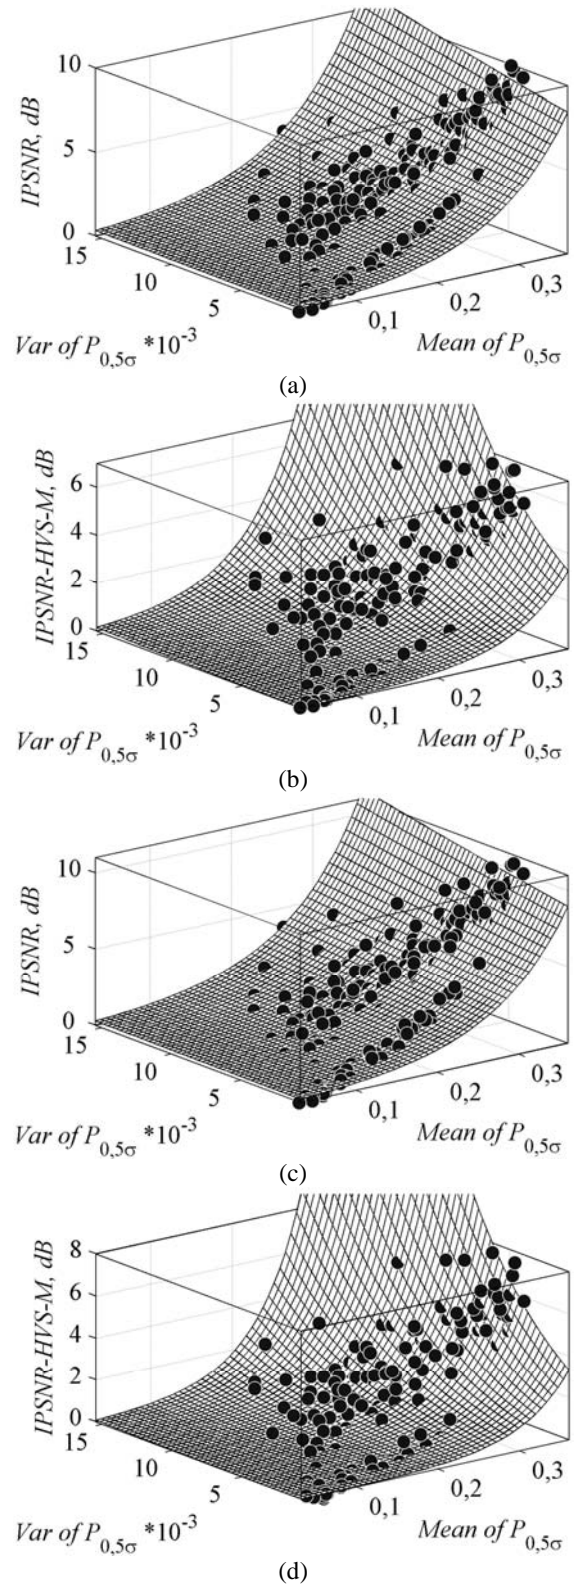 IPSNR, dB
10
5
0
15
10
5
0,1
0,2
0,3
Var of P0,5σ *10-3
Mean of P0,5σ
(a)
IPSNR-HVS-M, dB
6
4
2
0
15
10
5
0,1
0,2
0,3
Var of P0,5σ *10-3
Mean of P0,5σ
(b)
IPSNR, dB
10
5
0
15
10
5
0,1
0,2
0,3
Var of P0,5σ *10-3
Mean of P0,5σ
(c)
IPSNR-HVS-M, dB
8
6
4
2
0
15
10
5
0,1
0,2
0,3
Var of P0,5σ *10-3
Mean of P0,5σ
(d)